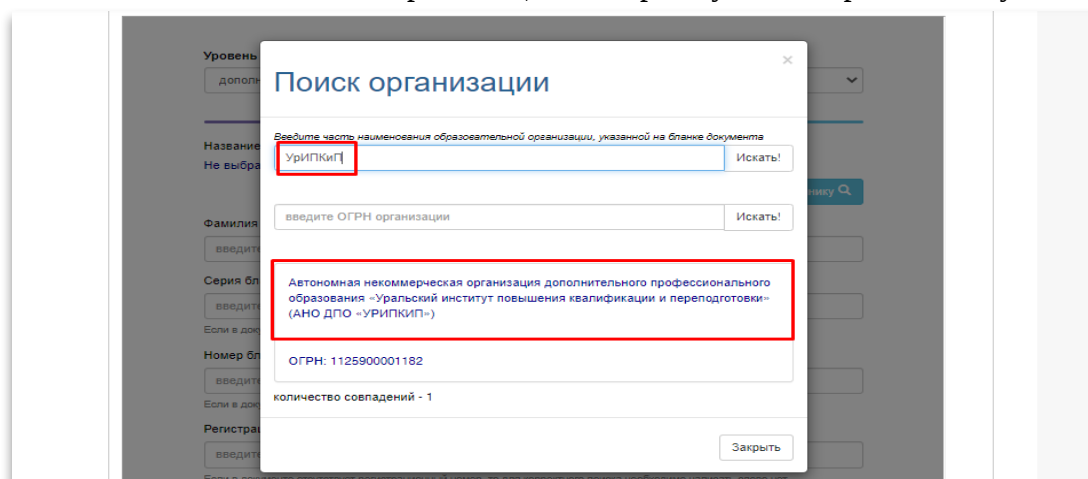 Уровень
дополн
Поиск организации
×
Введите часть наименования образовательной организации, указанной на бланке документа
Название
УрИПКиП
Искать!
Не выбра
нику
введите ОГРН организации
Искать!
Фамилия
введите
Автономная некоммерческая организация дополнительного профессионального
образования «Уральский институт повышения квалификации и переподготовки»
(АНО ДПО «УРИПКИП»)
Серия бл
введите
Если в док
Номер бл
ОГРН: 1125900001182
введите
Если в док
количество совпадений - 1
Регистрац
введите
Закрыть